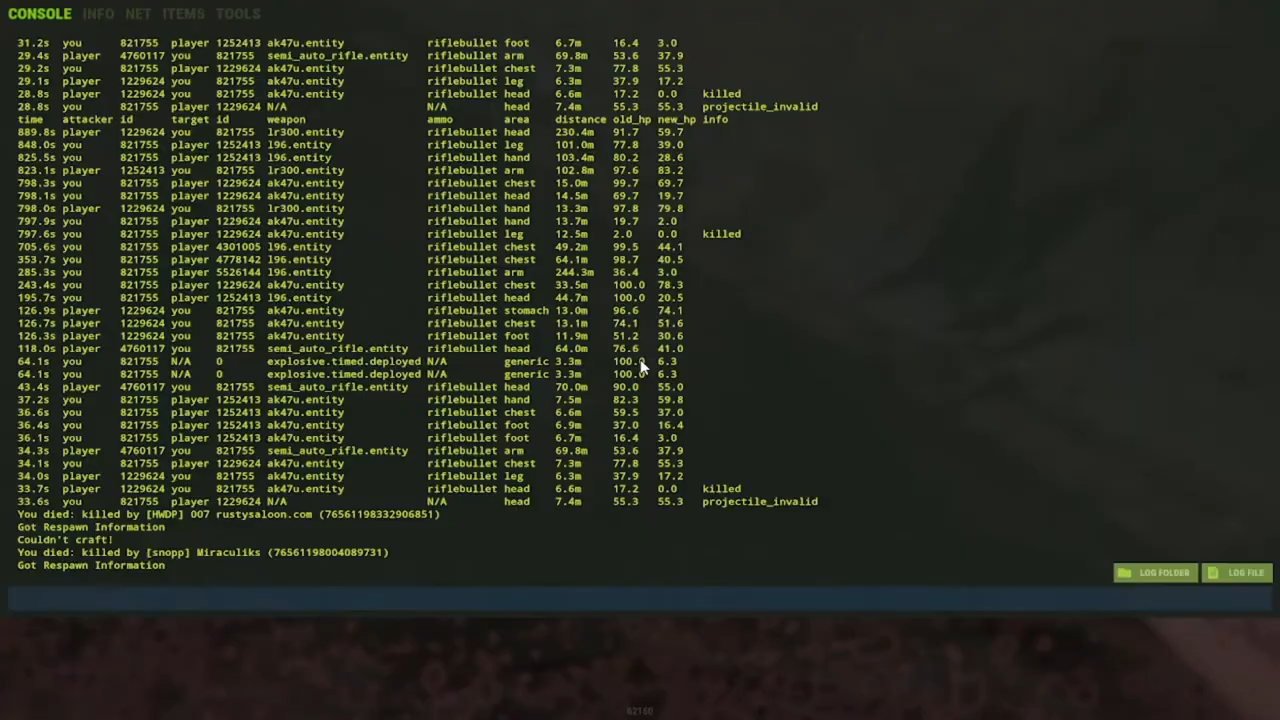 CONSOLE INFO NET ITEMS TOOLS
31.2s you 821755 player 1252413 ak47u.entity riflebullet foot 6.7m 16.4 3.0
29.4s player 4760117 you 821755 semi_auto_rifle.entity riflebullet arm 69.8m 53.6 37.9
29.2s you 821755 player 1229624 ak47u.entity riflebullet chest 7.3m 77.8 55.3
29.1s player 1229624 you 821755 ak47u.entity riflebullet leg 6.3m 37.9 17.2
28.8s player 1229624 you 821755 ak47u.entity riflebullet head 6.6m 17.2 0.0 killed
28.8s you 821755 player 1229624 N/A N/A head 7.4m 55.3 55.3 projectile_invalid
time attacker id target id weapon ammo area distance old_hp new_hp info
889.8s player 1229624 you 821755 lr300.entity riflebullet head 230.4m 91.7 59.7
848.0s you 821755 player 1252413 l96.entity riflebullet leg 101.0m 77.8 39.0
825.5s you 821755 player 1252413 l96.entity riflebullet hand 103.4m 80.2 28.6
823.1s player 1252413 you 821755 lr300.entity riflebullet arm 102.8m 97.6 83.2
798.3s you 821755 player 1229624 ak47u.entity riflebullet chest 15.0m 99.7 69.7
798.1s you 821755 player 1229624 ak47u.entity riflebullet head 14.5m 69.7 19.7
798.0s player 1229624 you 821755 lr300.entity riflebullet hand 13.3m 97.8 79.8
797.9s you 821755 player 1229624 ak47u.entity riflebullet hand 13.7m 19.7 2.0
797.6s you 821755 player 1229624 ak47u.entity riflebullet leg 12.5m 2.0 0.0 killed
705.6s you 821755 player 4301005 l96.entity riflebullet chest 49.2m 99.5 44.1
353.7s you 821755 player 4778142 l96.entity riflebullet chest 64.1m 98.7 40.5
285.3s you 821755 player 5526144 l96.entity riflebullet arm 244.3m 36.4 3.0
243.4s you 821755 player 1229624 ak47u.entity riflebullet chest 33.5m 100.0 78.3
195.7s you 821755 player 1252413 l96.entity riflebullet head 44.7m 100.0 20.5
126.9s you 821755 player 1229624 ak47u.entity riflebullet stomach 13.0m 96.6 74.1
126.7s you 821755 player 1229624 ak47u.entity riflebullet chest 13.1m 74.1 51.6
126.3s you 821755 player 1229624 ak47u.entity riflebullet foot 11.9m 51.2 30.6
118.0s player 4760117 you 821755 semi_auto_rifle.entity riflebullet head 64.0m 76.6 41.0
64.1s you 821755 N/A 0 explosive.timed.deployed N/A generic 3.3m 100.0 6.3
64.1s you 821755 N/A 0 explosive.timed.deployed N/A generic 3.3m 100.0 6.3
43.4s player 4760117 you 821755 semi_auto_rifle.entity riflebullet head 70.0m 90.0 55.0
37.2s you 821755 player 1252413 ak47u.entity riflebullet hand 7.5m 82.3 59.8
36.6s you 821755 player 1252413 ak47u.entity riflebullet chest 6.6m 59.5 37.0
36.4s you 821755 player 1252413 ak47u.entity riflebullet foot 6.9m 37.0 16.4
36.1s you 821755 player 1252413 ak47u.entity riflebullet foot 6.7m 16.4 3.0
34.3s player 4760117 you 821755 semi_auto_rifle.entity riflebullet arm 69.8m 53.6 37.9
34.1s you 821755 player 1229624 ak47u.entity riflebullet chest 7.3m 77.8 55.3
34.0s player 1229624 you 821755 ak47u.entity riflebullet leg 6.3m 37.9 17.2
33.7s player 1229624 you 821755 ak47u.entity riflebullet head 6.6m 17.2 0.0 killed
33.6s you 821755 player 1229624 N/A N/A head 7.4m 55.3 55.3 projectile_invalid
You died: killed by [HWDP] 007 rustysaloon.com (76561198332906851)
Got Respawn Information
Couldn't craft!
You died: killed by [snopp] Miraculiks (76561198004089731)
Got Respawn Information
LOG FOLDER LOG FILE